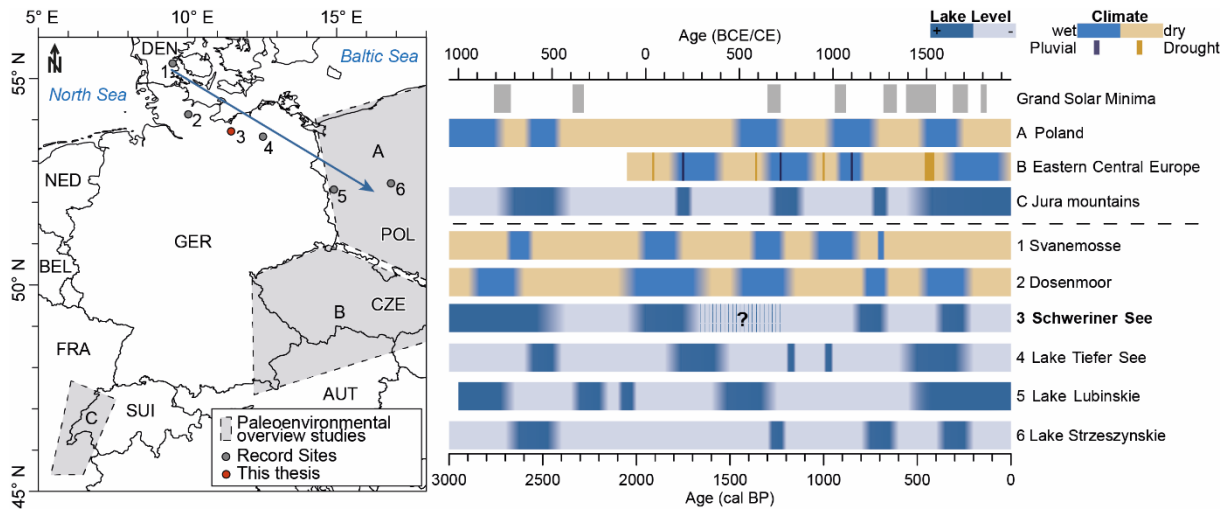 5° E
10° E
15° E
55° N
50° N
45° N
N
DEN
Baltic Sea
North Sea
1
2
3
4
5
6
A
NED
GER
POL
BEL
B
CZE
FRA
AUT
C
SUI
Paleoenvironmental
overview studies
Record Sites
This thesis
Lake Level
+
-
Climate
wet
dry
Pluvial
Drought
Age (BCE/CE)
1000
500
0
500
1000
1500
Grand Solar Minima
A Poland
B Eastern Central Europe
C Jura mountains
1 Svanemosse
2 Dosenmoor
?
3 Schweriner See
4 Lake Tiefer See
5 Lake Lubinskie
6 Lake Strzeszynskie
3000
2500
2000
1500
1000
500
0
Age (cal BP)